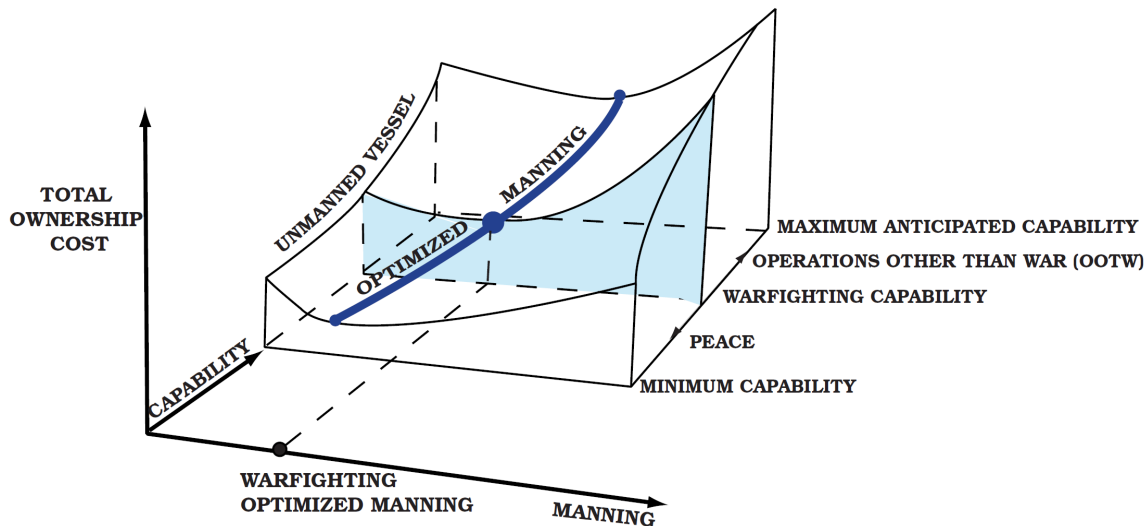 UNMANNED VESSEL
MANNING
OPTIMIZED
TOTAL
OWNERSHIP
COST
MAXIMUM ANTICIPATED CAPABILITY
OPERATIONS OTHER THAN WAR (OOTW)
WARFIGHTING CAPABILITY
PEACE
MINIMUM CAPABILITY
CAPABILITY
WARFIGHTING
OPTIMIZED MANNING
MANNING